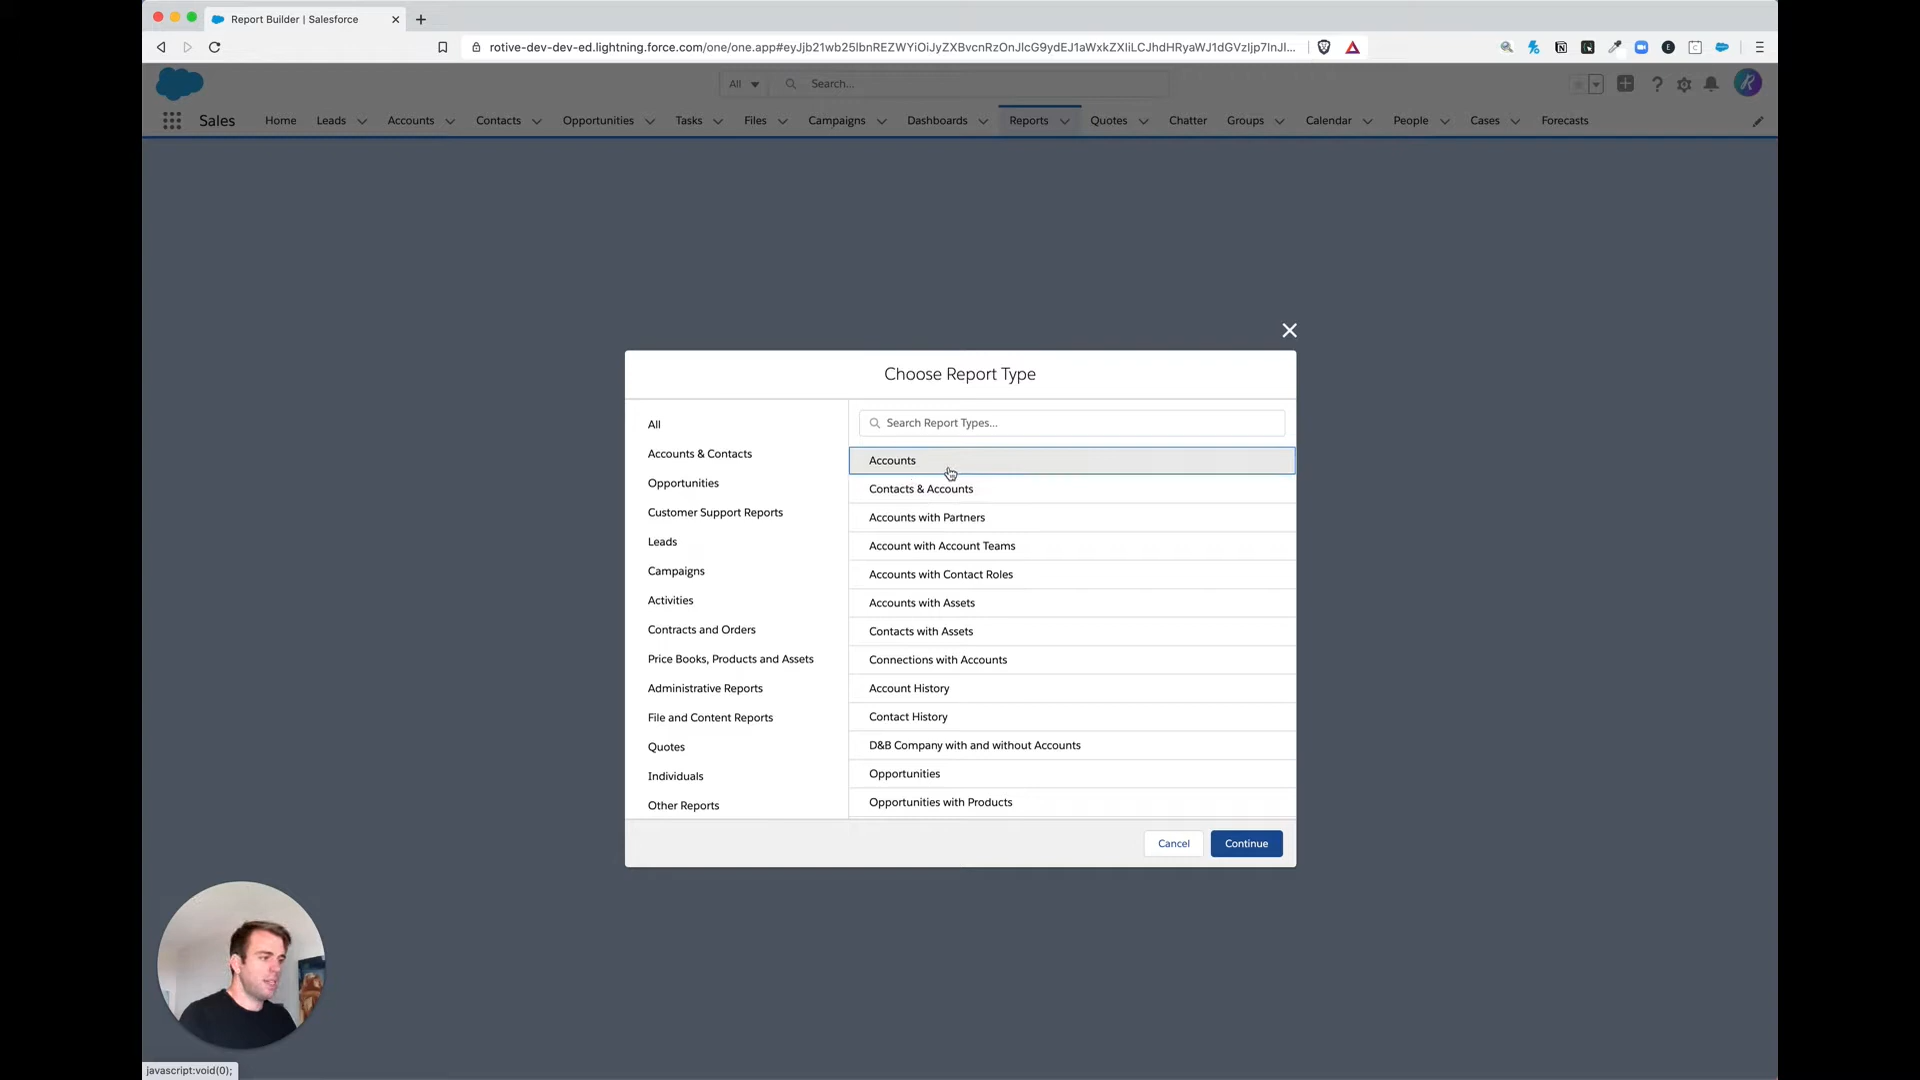 Report Builder | Salesforce
rotive-dev-dev-ed.lightning.force.com/one/one.app#eyJjb21wb25lbnREZWYiOiJyZXBvcnRzOnJlcG9ydEJ1aWxkZXIiLCJhdHRyaWJ1dGVzIjp7InJl...
All
Search...
Sales
Home
Leads
Accounts
Contacts
Opportunities
Tasks
Files
Campaigns
Dashboards
Reports
Quotes
Chatter
Groups
Calendar
People
Cases
Forecasts
Choose Report Type
All
Accounts & Contacts
Opportunities
Customer Support Reports
Leads
Campaigns
Activities
Contracts and Orders
Price Books, Products and Assets
Administrative Reports
File and Content Reports
Quotes
Individuals
Other Reports
Search Report Types...
Accounts
Contacts & Accounts
Accounts with Partners
Account with Account Teams
Accounts with Contact Roles
Accounts with Assets
Contacts with Assets
Connections with Accounts
Account History
Contact History
D&B Company with and without Accounts
Opportunities
Opportunities with Products
Cancel
Continue
javascript:void(0);